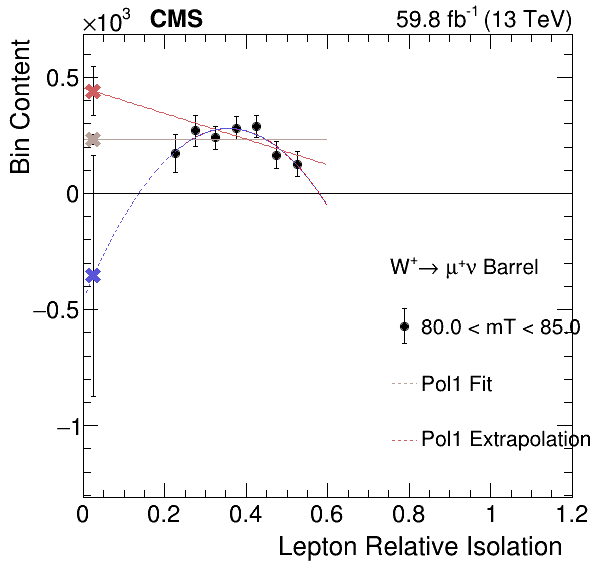 ×10³ CMS 59.8 fb⁻¹ (13 TeV)
Bin Content
0.5
0
−0.5
−1
W⁺→ μ⁺ν Barrel
80.0 < mT < 85.0
Pol1 Fit
Pol1 Extrapolation
0 0.2 0.4 0.6 0.8 1 1.2
Lepton Relative Isolation